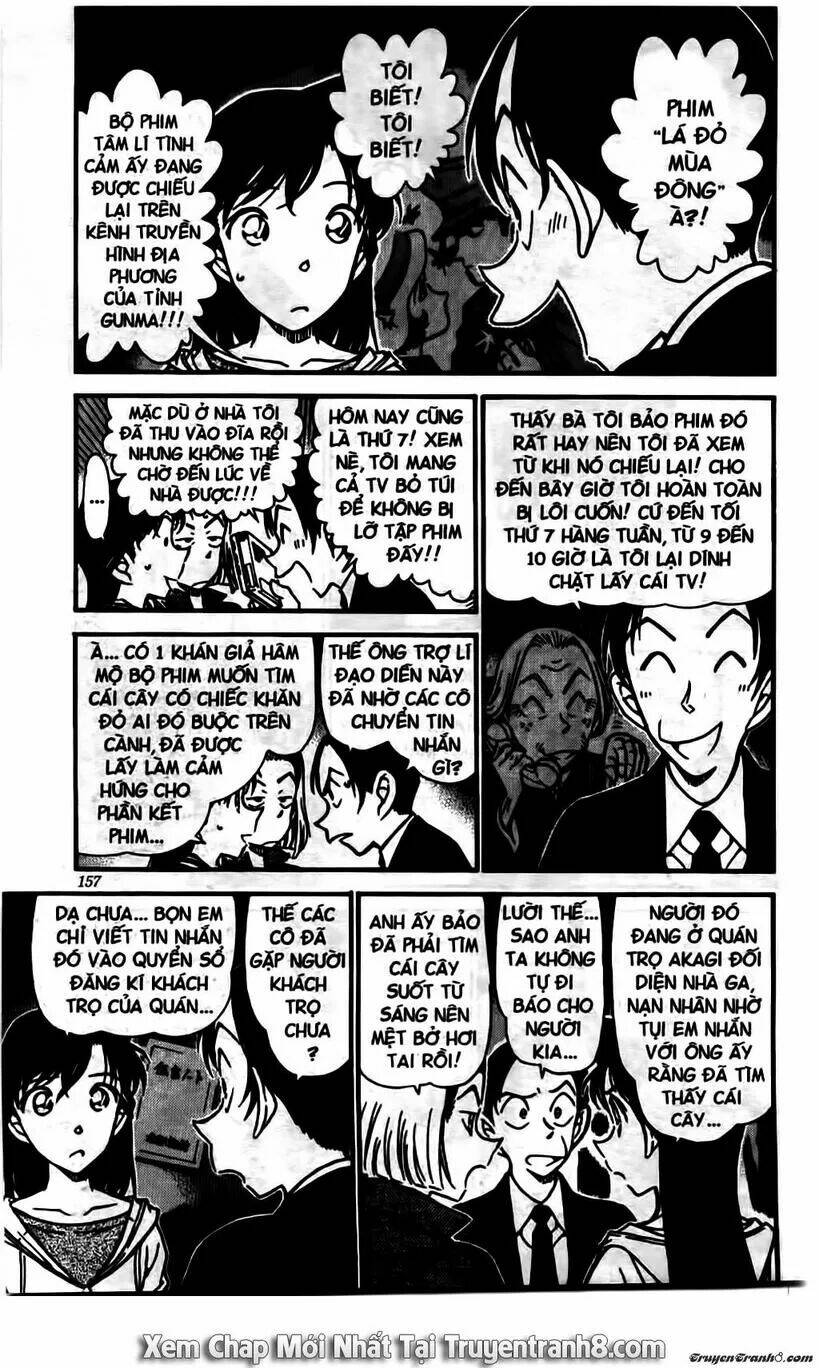 PHIM
"LÁ ĐỎ
MÙA
ĐÔNG"
À?!
TÔI
BIẾT!
TÔI
BIẾT!
BỘ PHIM
TÂM LÍ TÌNH
CẢM ẤY ĐANG
ĐƯỢC CHIẾU
LẠI TRÊN
KÊNH TRUYỀN
HÌNH ĐỊA
PHƯƠNG
CỦA TỈNH
GUNMA!!!
THẤY BÀ TÔI BẢO PHIM ĐÓ
RẤT HAY NÊN TÔI ĐÃ XEM
TỪ KHI NÓ CHIẾU LẠI! CHO
ĐẾN BÂY GIỜ TÔI HOÀN TOÀN
BỊ LÔI CUỐN! CỨ ĐẾN TỐI
THỨ 7 HÀNG TUẦN, TỪ 9 ĐẾN
10 GIỜ LÀ TÔI LẠI DÍNH
CHẶT LẤY CÁI TV!
HÔM NAY CŨNG
LÀ THỨ 7! XEM
NÈ, TÔI MANG
CẢ TV BỎ TÚI
ĐỂ KHÔNG BỊ
LỠ TẬP PHIM
ĐẤY!!
MẶC DÙ Ở NHÀ TÔI
ĐÃ THU VÀO ĐĨA RỒI
NHƯNG KHÔNG THỂ
CHỜ ĐẾN LÚC VỀ
NHÀ ĐƯỢC!!!
...
THẾ ÔNG TRỢ LÍ
ĐẠO DIỄN NÀY
ĐÃ NHỜ CÁC CÔ
CHUYỂN TIN
NHẮN
GÌ?
À... CÓ 1 KHÁN GIẢ HÂM
MỘ BỘ PHIM MUỐN TÌM
CÁI CÂY CÓ CHIẾC KHĂN
ĐỎ AI ĐÓ BUỘC TRÊN
CÀNH, ĐÃ ĐƯỢC
LẤY LÀM CẢM
HỨNG CHO
PHẦN KẾT
PHIM...
157
NGƯỜI ĐÓ
ĐANG Ở QUÁN
TRỌ AKAGI ĐỐI
DIỆN NHÀ GA,
NẠN NHÂN NHỜ
TỤI EM NHẮN
VỚI ÔNG ẤY
RẰNG ĐÃ TÌM
THẤY CÁI
CÂY...
LƯỜI THẾ...
SAO ANH
TA KHÔNG
TỰ ĐI
BÁO CHO
NGƯỜI
KIA...
ANH ẤY BẢO
ĐÃ PHẢI TÌM
CÁI CÂY
SUỐT TỪ
SÁNG NÊN
MỆT BỞ HƠI
TAI RỒI!
THẾ CÁC
CÔ ĐÃ
GẶP NGƯỜI
KHÁCH
TRỌ
CHƯA
?
DẠ CHƯA... BỌN EM
CHỈ VIẾT TIN NHẮN
ĐÓ VÀO QUYỂN SỔ
ĐĂNG KÍ KHÁCH
TRỌ CỦA QUÁN.
Xem Chap Mới Nhất Tại Truyentranh8.com
TruyenTranh8.com